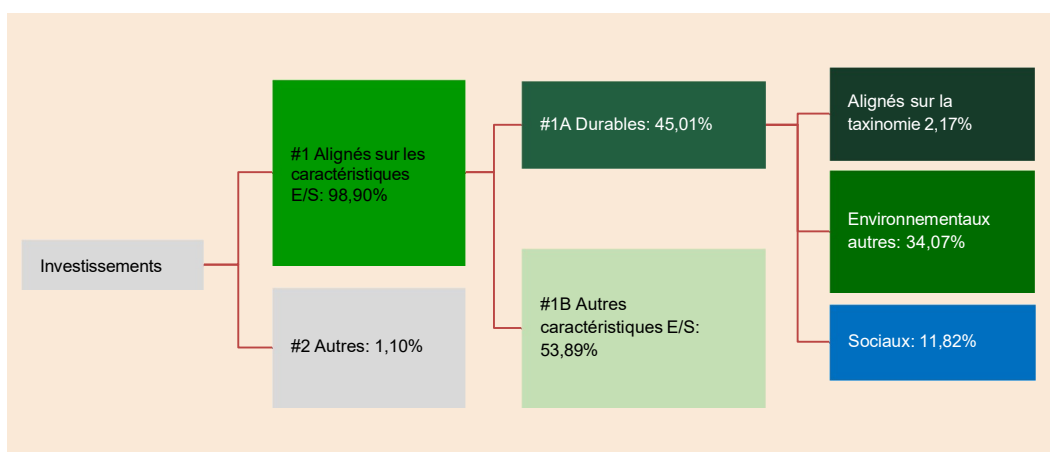 Investissements
#1 Alignés sur les
caractéristiques
E/S: 98,90%
#2 Autres: 1,10%
#1A Durables: 45,01%
#1B Autres
caractéristiques E/S:
53,89%
Alignés sur la
taxinomie 2,17%
Environnementaux
autres: 34,07%
Sociaux: 11,82%